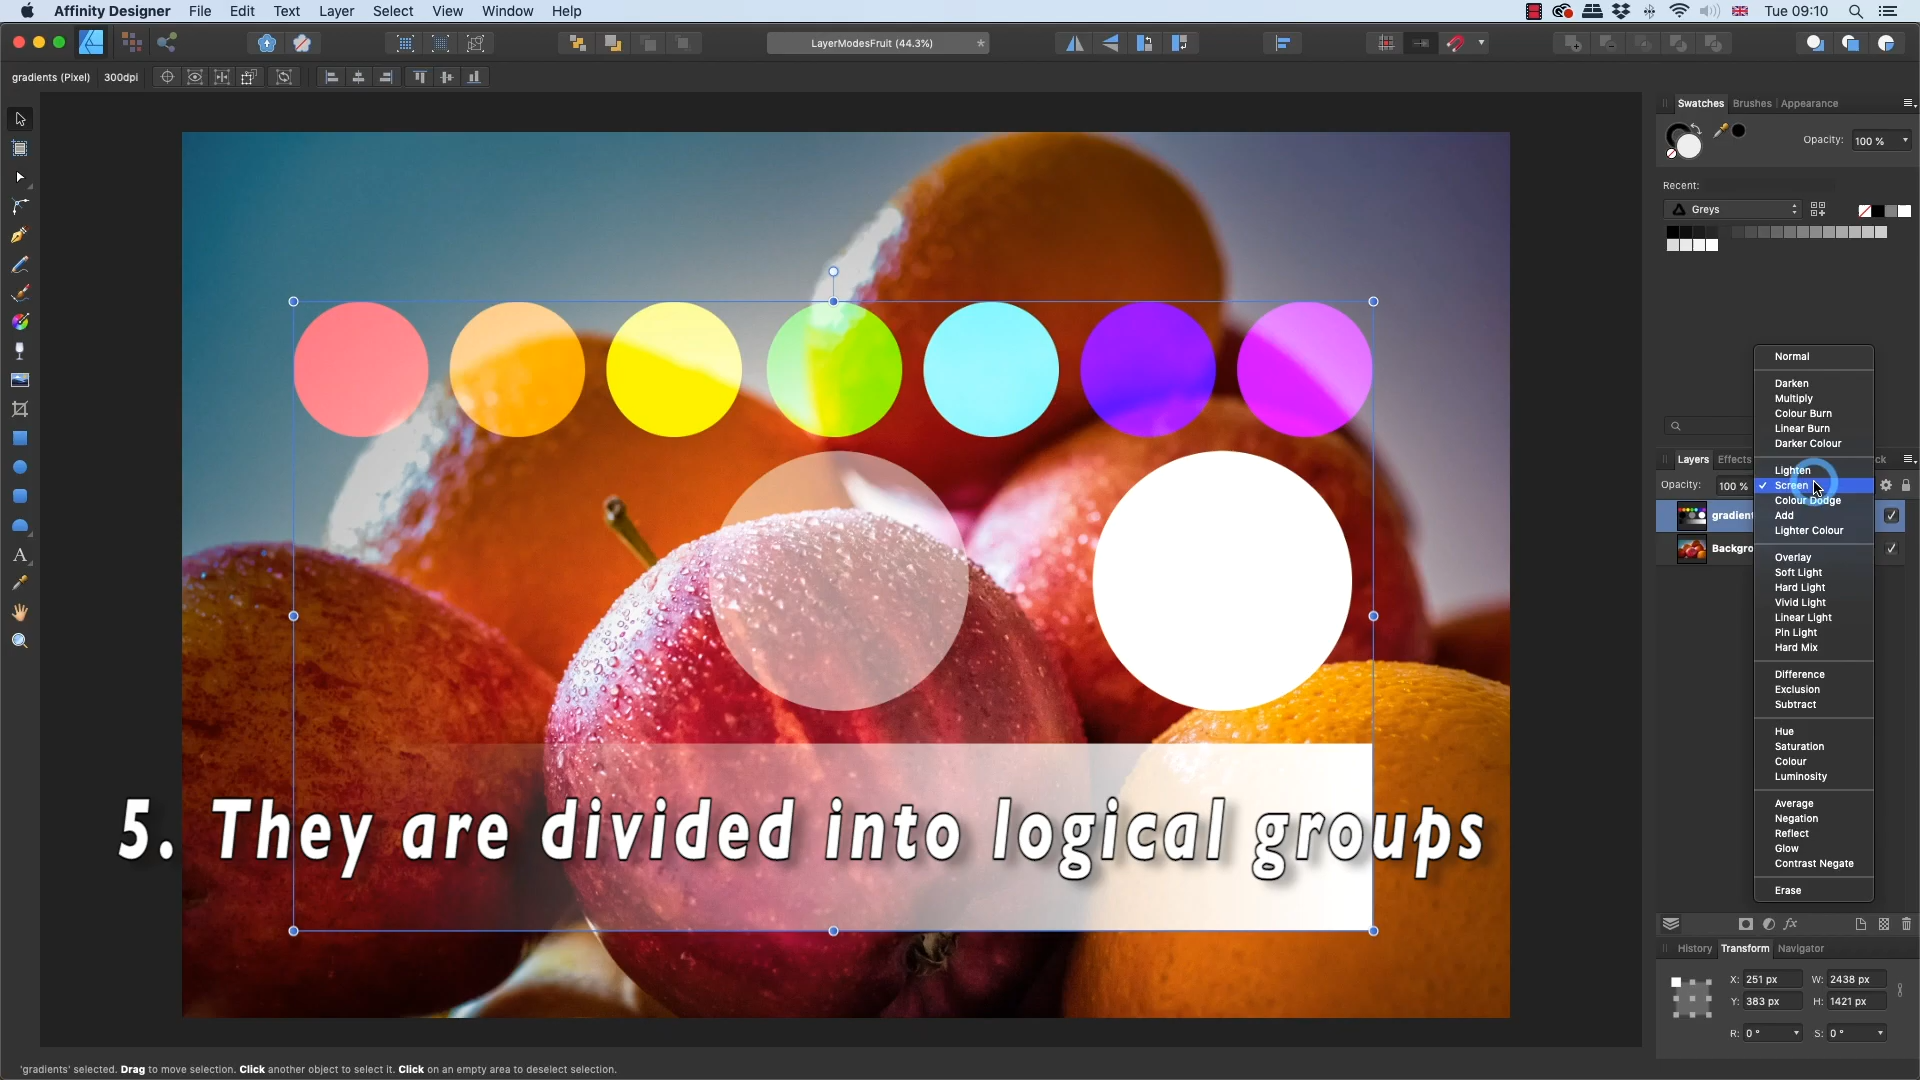 Affinity Designer File Edit Text Layer Select View Window Help Tue 09:10
LayerModesFruit (44.3%) *
gradients (Pixel) 300dpi
Swatches Brushes Appearance
Opacity: 100 %
Recent:
Greys
Normal
Darken
Multiply
Colour Burn
Linear Burn
Darker Colour
Layers Effects ck
Lighten
Opacity: 100 % ✓ Screen
Colour Dodge
gradient Add
Lighter Colour
Backgro
Overlay
Soft Light
Hard Light
Vivid Light
Linear Light
Pin Light
Hard Mix
Difference
Exclusion
Subtract
Hue
Saturation
Colour
Luminosity
Average
Negation
Reflect
Glow
Contrast Negate
Erase
5. They are divided into logical groups
fx
History Transform Navigator
X: 251 px W: 2438 px
Y: 383 px H: 1421 px
R: 0 ° S: 0 °
'gradients' selected. Drag to move selection. Click another object to select it. Click on an empty area to deselect selection.